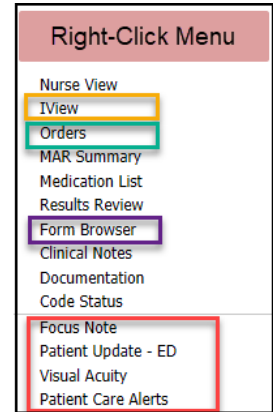 Right-Click Menu
Nurse View
IView
Orders
MAR Summary
Medication List
Results Review
Form Browser
Clinical Notes
Documentation
Code Status
Focus Note
Patient Update - ED
Visual Acuity
Patient Care Alerts